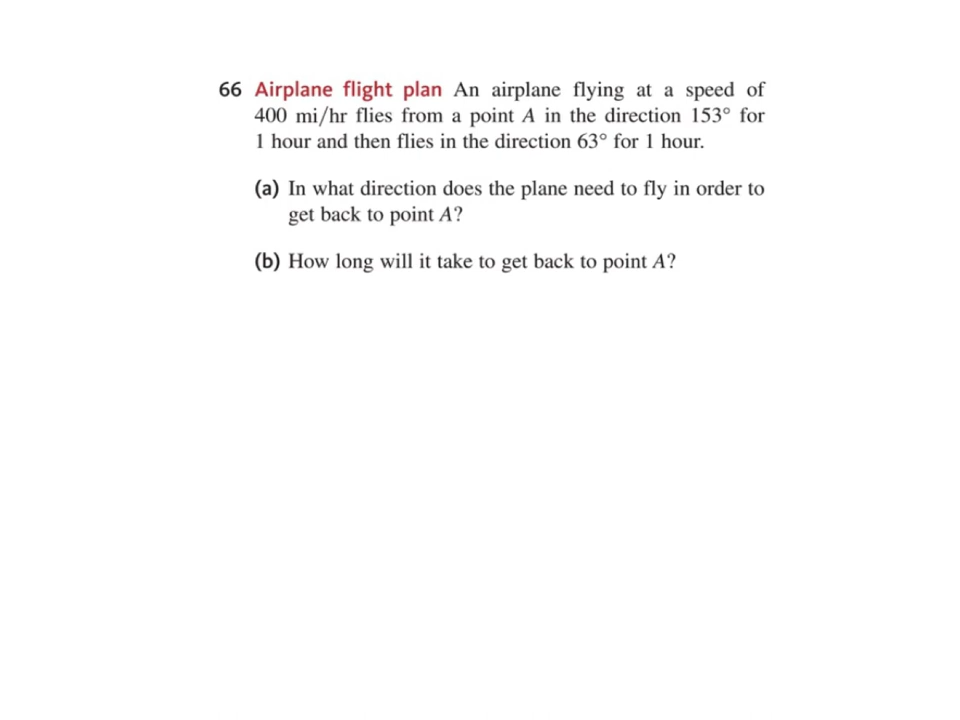 66 Airplane flight plan An airplane flying at a speed of
400 mi/hr flies from a point A in the direction 153° for
1 hour and then flies in the direction 63° for 1 hour.
(a) In what direction does the plane need to fly in order to
get back to point A?
(b) How long will it take to get back to point A?